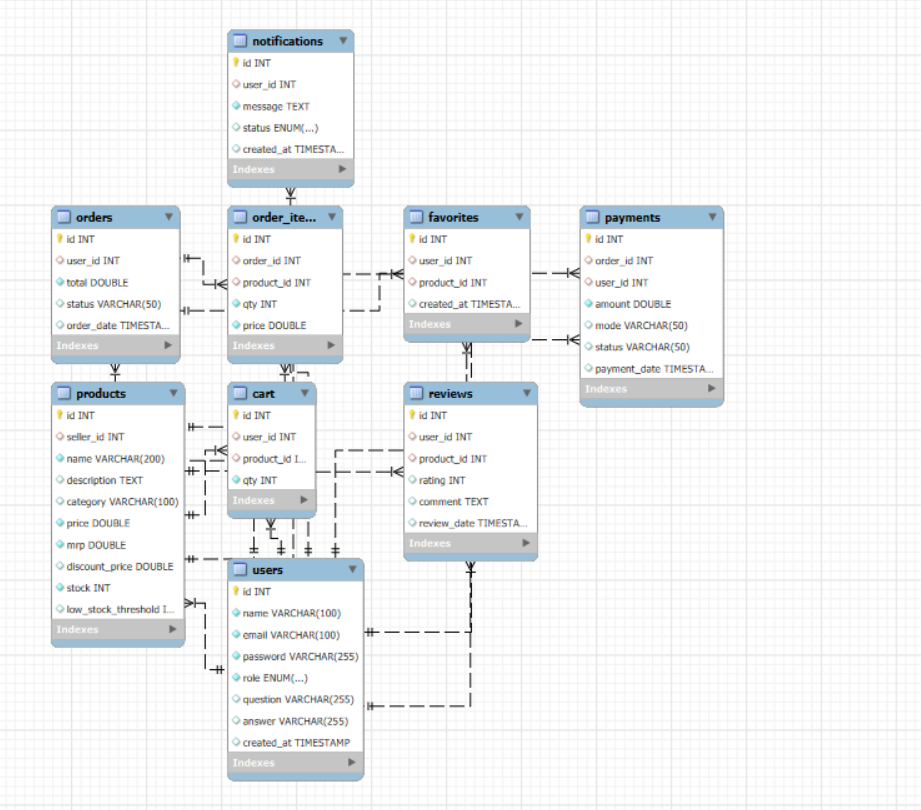 notifications
id INT
user_id INT
message TEXT
status ENUM(...)
created_at TIMESTA...
Indexes
orders
id INT
user_id INT
total DOUBLE
status VARCHAR(50)
order_date TIMESTA...
Indexes
order_ite...
id INT
order_id INT
product_id INT
qty INT
price DOUBLE
Indexes
favorites
id INT
user_id INT
product_id INT
created_at TIMESTA...
Indexes
payments
id INT
order_id INT
user_id INT
amount DOUBLE
mode VARCHAR(50)
status VARCHAR(50)
payment_date TIMESTA...
Indexes
products
id INT
seller_id INT
name VARCHAR(200)
description TEXT
category VARCHAR(100)
price DOUBLE
mrp DOUBLE
discount_price DOUBLE
stock INT
low_stock_threshold I...
Indexes
cart
id INT
user_id INT
product_id I...
qty INT
Indexes
reviews
id INT
user_id INT
product_id INT
rating INT
comment TEXT
review_date TIMESTA...
Indexes
users
id INT
name VARCHAR(100)
email VARCHAR(100)
password VARCHAR(255)
role ENUM(...)
question VARCHAR(255)
answer VARCHAR(255)
created_at TIMESTAMP
Indexes